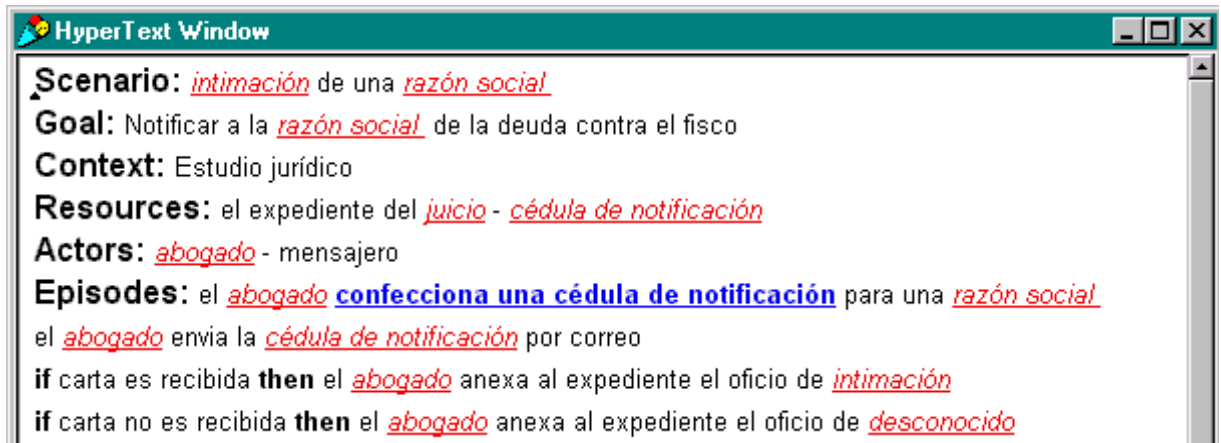 HyperText Window
Scenario: intimación de una razón social
Goal: Notificar a la razón social de la deuda contra el fisco
Context: Estudio jurídico
Resources: el expediente del juicio - cédula de notificación
Actors: abogado - mensajero
Episodes: el abogado confecciona una cédula de notificación para una razón social
el abogado envia la cédula de notificación por correo
if carta es recibida then el abogado anexa al expediente el oficio de intimación
if carta no es recibida then el abogado anexa al expediente el oficio de desconocido